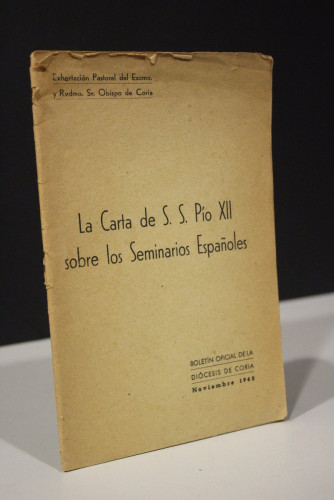 Exhortación Pastoral del Excmo.
y Rvdmo. Sr. Obispo de Coria
La Carta de S. S. Pío XII
sobre los Seminarios Españoles
BOLETÍN OFICIAL DE LA
DIÓCESIS DE CORIA
Noviembre